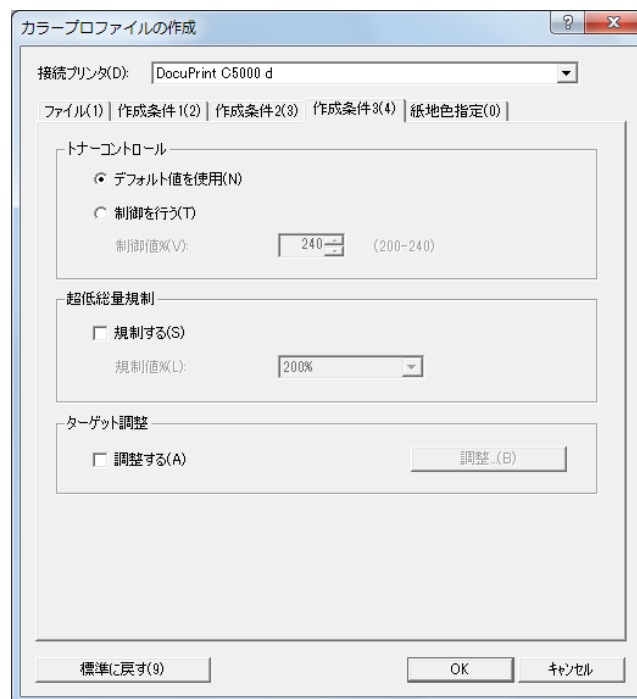 カラープロファイルの作成
接続プリンタ(D): DocuPrint C5000 d
ファイル(1) 作成条件1(2) 作成条件2(3) 作成条件3(4) 紙地色指定(0)
トナーコントロール
デフォルト値を使用(N)
制御を行う(T)
制御値%(V): 240 (200-240)
超低総量規制
規制する(S)
規制値%(L): 200%
ターゲット調整
調整する(A) 調整...(B)
標準に戻す(9) OK キャンセル